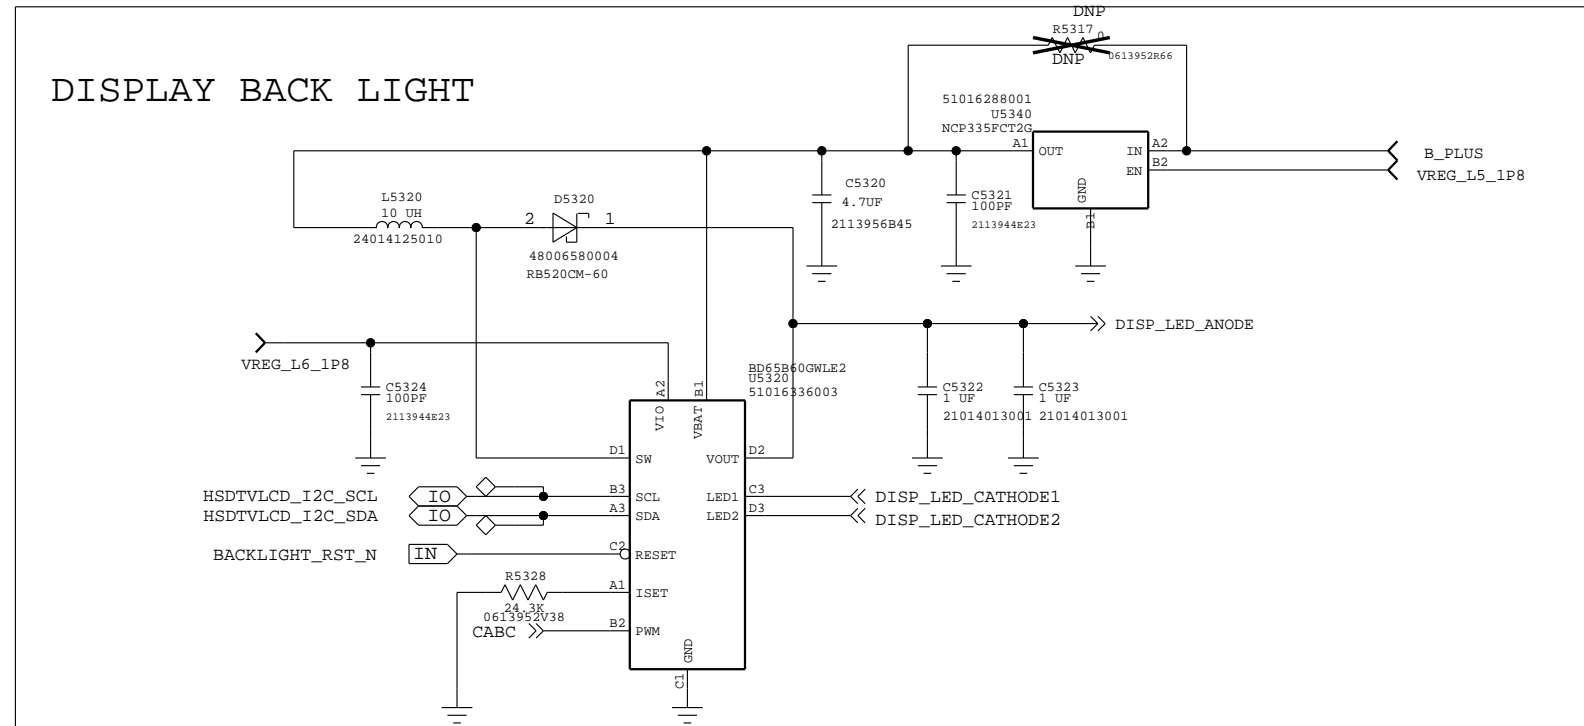 DNP
R5317
0
DNP
0613952R66
DISPLAY BACK LIGHT
51016288001
U5340
NCP335FCT2G
A1
OUT
IN
A2
B_PLUS
EN
B2
VREG_L5_1P8
GND
B1
C5320
4.7UF
2113956B45
C5321
100PF
2113944E23
L5320
10 UH
24014125010
D5320
2
1
48006580004
RB520CM-60
DISP_LED_ANODE
VREG_L6_1P8
C5324
100PF
2113944E23
BD65B60GWLE2
U5320
51016336003
C5322
1 UF
21014013001
C5323
1 UF
21014013001
A2
B1
VIO
VBAT
D1
SW
VOUT
D2
HSDTVLCD_I2C_SCL
IO
B3
SCL
LED1
C3
DISP_LED_CATHODE1
HSDTVLCD_I2C_SDA
IO
A3
SDA
LED2
D3
DISP_LED_CATHODE2
BACKLIGHT_RST_N
IN
C2
RESET
R5328
24.3K
0613952V38
A1
ISET
CABC
B2
PWM
GND
C1